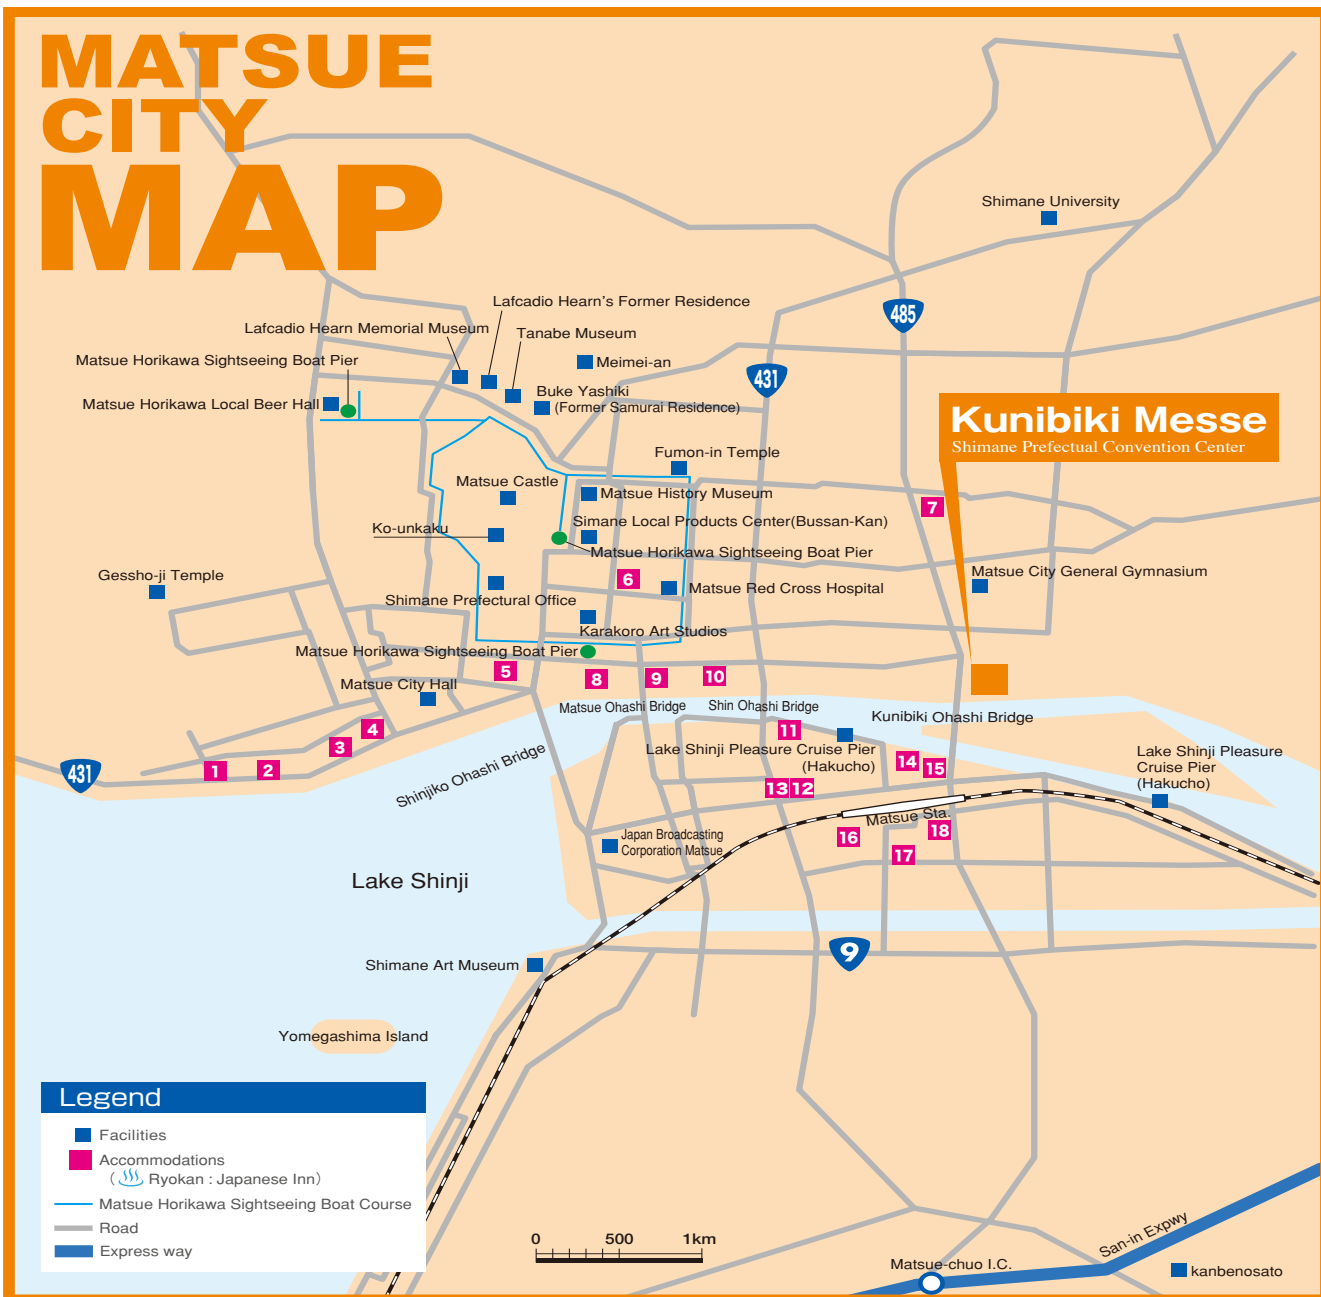 MATSUE
CITY
MAP
Shimane University
Lafcadio Hearn's Former Residence
485
Lafcadio Hearn Memorial Museum
Tanabe Museum
Matsue Horikawa Sightseeing Boat Pier
Meimei-an
431
Buke Yashiki
(Former Samurai Residence)
Matsue Horikawa Local Beer Hall
Kunibiki Messe
Shimane Prefectual Convention Center
Fumon-in Temple
Matsue Castle
Matsue History Museum
7
Ko-unkaku
Simane Local Products Center(Bussan-Kan)
Matsue Horikawa Sightseeing Boat Pier
Gessho-ji Temple
6
Matsue City General Gymnasium
Matsue Red Cross Hospital
Shimane Prefectural Office
Karakoro Art Studios
Matsue Horikawa Sightseeing Boat Pier
5
8
9
10
Matsue City Hall
Matsue Ohashi Bridge
Shin Ohashi Bridge
Kunibiki Ohashi Bridge
4
3
11
Lake Shinji Pleasure Cruise Pier
(Hakucho)
Lake Shinji Pleasure
Cruise Pier
(Hakucho)
431
1
2
Shinjiko Ohashi Bridge
14
15
13
12
Matsue Sta.
Japan Broadcasting
Corporation Matsue
16
18
17
Lake Shinji
9
Shimane Art Museum
Yomegashima Island
Legend
Facilities
Accommodations
( Ryokan : Japanese Inn)
Matsue Horikawa Sightseeing Boat Course
Road
Express way
0 500 1km
San-in Expwy
Matsue-chuo I.C.
kanbenosato